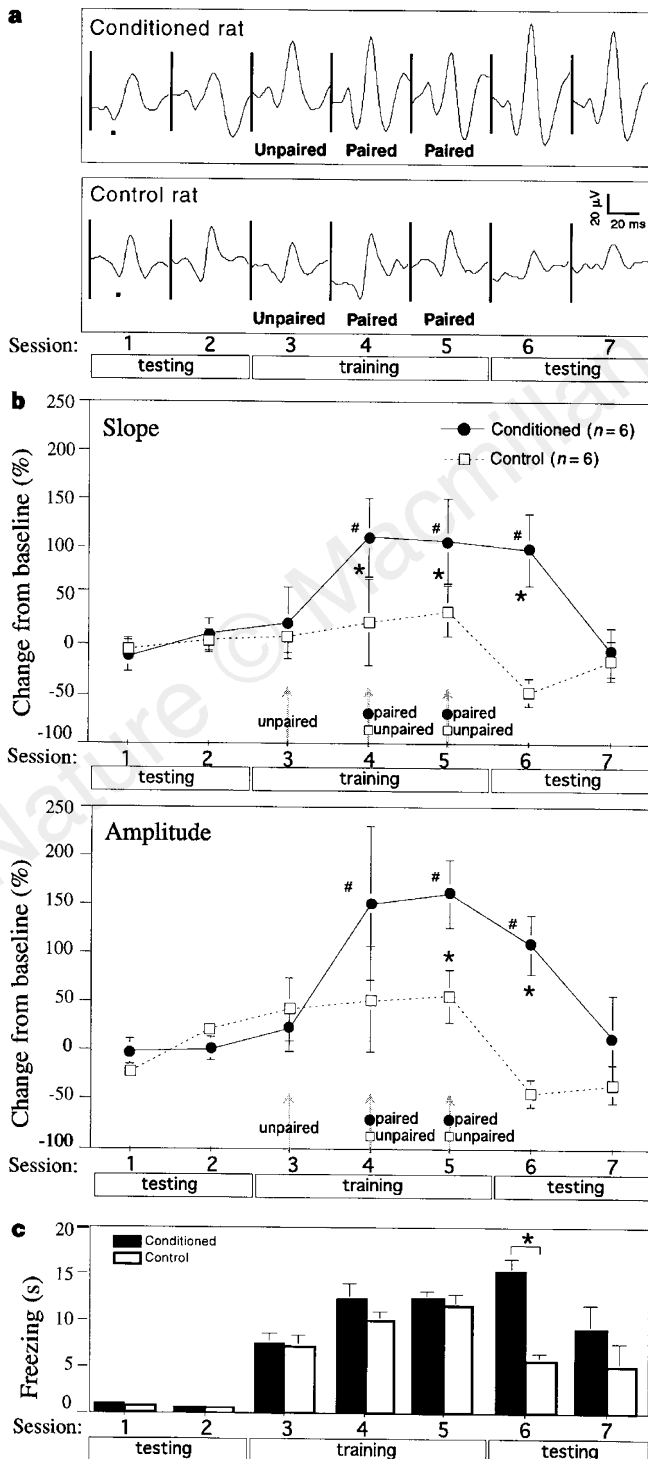 a
Conditioned rat
Unpaired Paired Paired
Control rat
20 µV
20 ms
Unpaired Paired Paired
Session: 1 2 3 4 5 6 7
testing training testing
b
250
200
150
100
50
0
-50
-100
Change from baseline (%)
Slope
Conditioned (n = 6)
Control (n = 6)
# # #
* * *
unpaired
paired paired
unpaired unpaired
Session: 1 2 3 4 5 6 7
testing training testing
250
200
150
100
50
0
-50
-100
Change from baseline (%)
Amplitude
# # #
* *
unpaired
paired paired
unpaired unpaired
Session: 1 2 3 4 5 6 7
testing training testing
c
20
15
10
5
0
Freezing (s)
Conditioned
Control
*
Session: 1 2 3 4 5 6 7
testing training testing
Nature © Macmillan